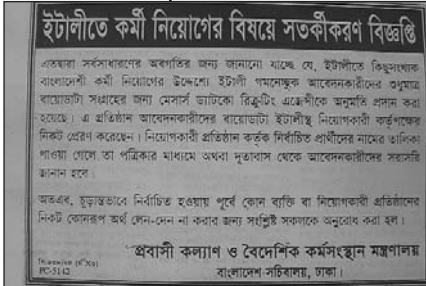 ইটালীতে কর্মী নিয়োগের বিষয়ে সতর্কীকরণ বিজ্ঞপ্তি
এতদ্বারা সর্বসাধারণের অবগতির জন্য জানানো যাচ্ছে যে, ইটালীতে কিছুসংখ্যক
বাংলাদেশী কর্মী নিয়োগের উদ্দেশ্যে ইটালী গমনেচ্ছুক আবেদনকারীদের শুধুমাত্র
বায়োডাটা সংগ্রহের জন্য মেসার্স ড্যাটকো রিক্রুটিং এজেন্সীকে অনুমতি প্রদান করা
হয়েছে। এ প্রতিষ্ঠান আবেদনকারীদের বায়োডাটা ইটালীস্থ নিয়োগকারী কর্তৃপক্ষের
নিকট প্রেরণ করেছেন। নিয়োগকারী প্রতিষ্ঠান কর্তৃক নির্বাচিত প্রার্থীদের নামের তালিকা
পাওয়া গেলে তা পত্রিকার মাধ্যমে অথবা দূতাবাস থেকে আবেদনকারীদের সরাসরি
জানান হবে।
অতএব, চূড়ান্তভাবে নির্বাচিত হওয়ায় পূর্বে কোন ব্যক্তি বা নিয়োগকারী প্রতিষ্ঠানের
নিকট কোনরূপ অর্থ লেন-দেন না করার জন্য সংশ্লিষ্ট সকলকে অনুরোধ করা হল।
প্রবাসী কল্যাণ ও বৈদেশিক কর্মসংস্থান মন্ত্রণালয়
PC-5142
বাংলাদেশ সচিবালয়, ঢাকা।